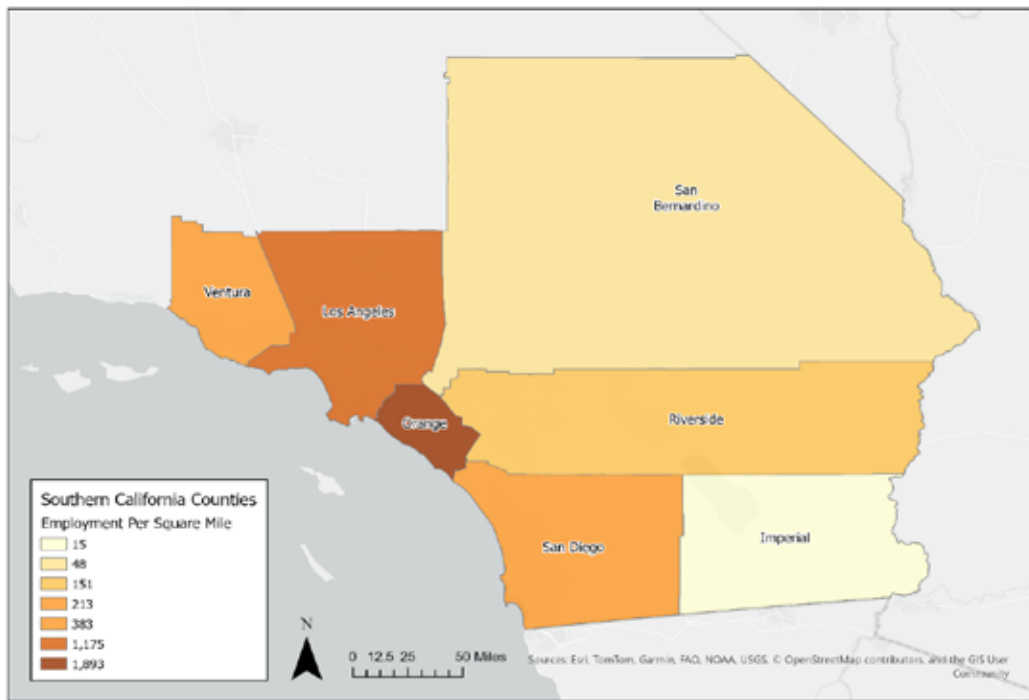 San
Bernardino
Ventura
Los Angeles
Orange
Riverside
San Diego
Imperial
Southern California Counties
Employment Per Square Mile
15
48
151
213
383
1,175
1,893
N
0 12.5 25 50 Miles
Sources: Esri, TomTom, Garmin, FAO, NOAA, USGS, © OpenStreetMap contributors, and the GIS User
Community